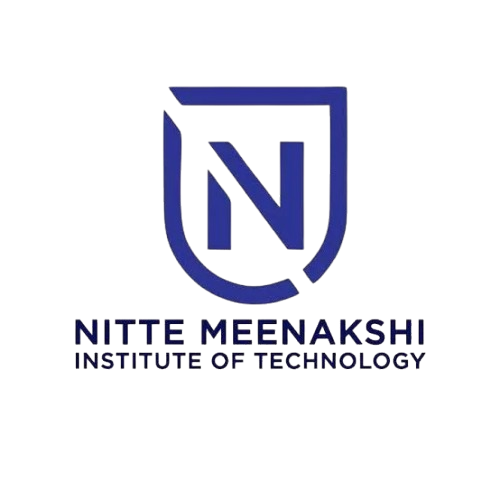 N
NITTE MEENAKSHI
INSTITUTE OF TECHNOLOGY